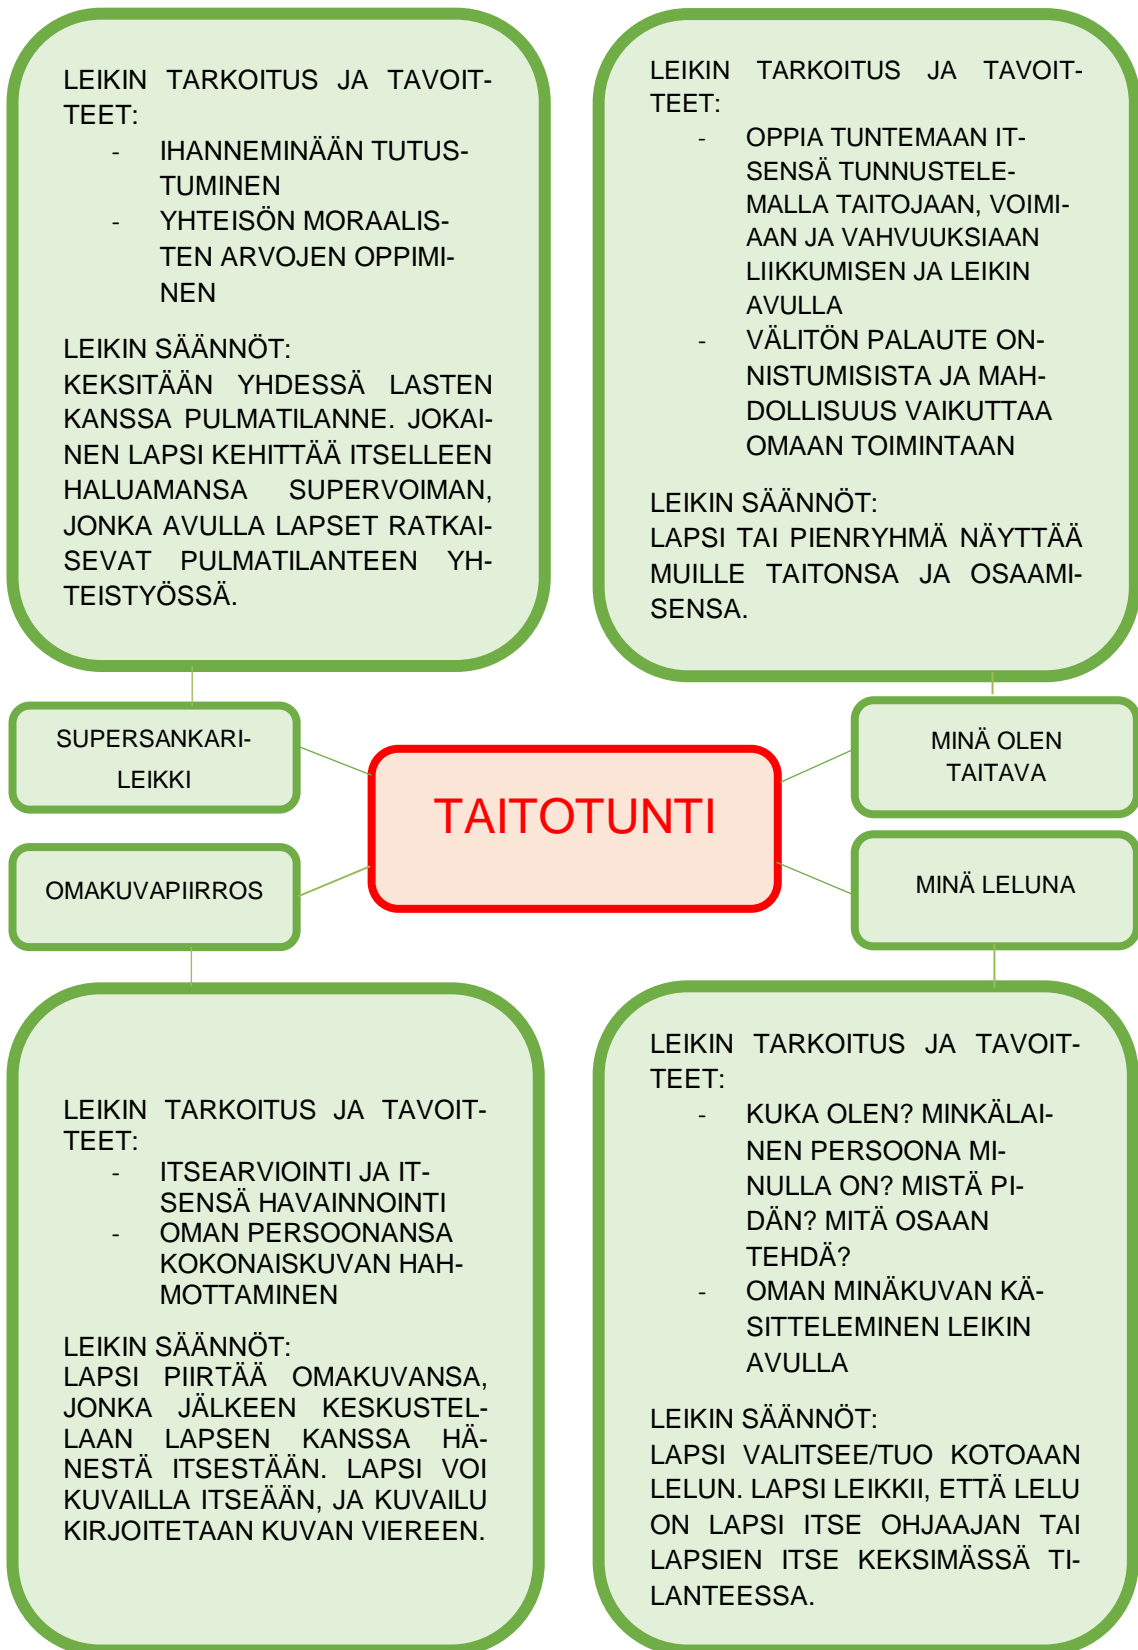 LEIKIN TARKOITUS JA TAVOIT-
TEET:
- IHANNEMINÄÄN TUTUS-
TUMINEN
- YHTEISÖN MORAALIS-
TEN ARVOJEN OPPIMI-
NEN
LEIKIN SÄÄNNÖT:
KEKSITÄÄN YHDESSÄ LASTEN
KANSSA PULMATILANNE. JOKAI-
NEN LAPSI KEHITTÄÄ ITSELLEEN
HALUAMANSA SUPERVOIMAN,
JONKA AVULLA LAPSET RATKAI-
SEVAT PULMATILANTEEN YH-
TEISTYÖSSÄ.
LEIKIN TARKOITUS JA TAVOIT-
TEET:
- OPPIA TUNTEMAAN IT-
SENSÄ TUNNUSTELE-
MALLA TAITOJAAN, VOIMI-
AAN JA VAHVUUKSIAAN
LIIKKUMISEN JA LEIKIN
AVULLA
- VÄLITÖN PALAUTE ON-
NISTUMISISTA JA MAH-
DOLLISUUS VAIKUTTAA
OMAAN TOIMINTAAN
LEIKIN SÄÄNNÖT:
LAPSI TAI PIENRYHMÄ NÄYTTÄÄ
MUILLE TAITONSA JA OSAAMI-
SENSA.
SUPERSANKARI-
LEIKKI
MINÄ OLEN
TAITAVA
TAITOTUNTI
OMAKUVAPIIRROS
MINÄ LELUNA
LEIKIN TARKOITUS JA TAVOIT-
TEET:
- ITSEARVIOINTI JA IT-
SENSÄ HAVAINNOINTI
- OMAN PERSOONANSA
KOKONAISKUVAN HAH-
MOTTAMINEN
LEIKIN SÄÄNNÖT:
LAPSI PIIRTÄÄ OMAKUVANSA,
JONKA JÄLKEEN KESKUSTEL-
LAAN LAPSEN KANSSA HÄ-
NESTÄ ITSESTÄÄN. LAPSI VOI
KUVAILLA ITSEÄÄN, JA KUVAILU
KIRJOITETAAN KUVAN VIEREEN.
LEIKIN TARKOITUS JA TAVOIT-
TEET:
- KUKA OLEN? MINKÄLAI-
NEN PERSOONA MI-
NULLA ON? MISTÄ PI-
DÄN? MITÄ OSAAN
TEHDÄ?
- OMAN MINÄKUVAN KÄ-
SITTELEMINEN LEIKIN
AVULLA
LEIKIN SÄÄNNÖT:
LAPSI VALITSEE/TUO KOTOAAN
LELUN. LAPSI LEIKKII, ETTÄ LELU
ON LAPSI ITSE OHJAAJAN TAI
LAPSIEN ITSE KEKSIMÄSSÄ TI-
LANTEESSA.